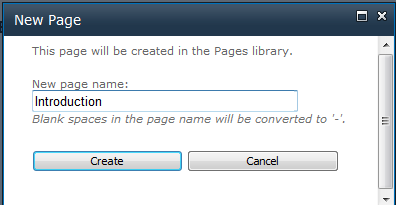 New Page
This page will be created in the Pages library.
New page name:
Introduction
Blank spaces in the page name will be converted to '-'.
Create Cancel